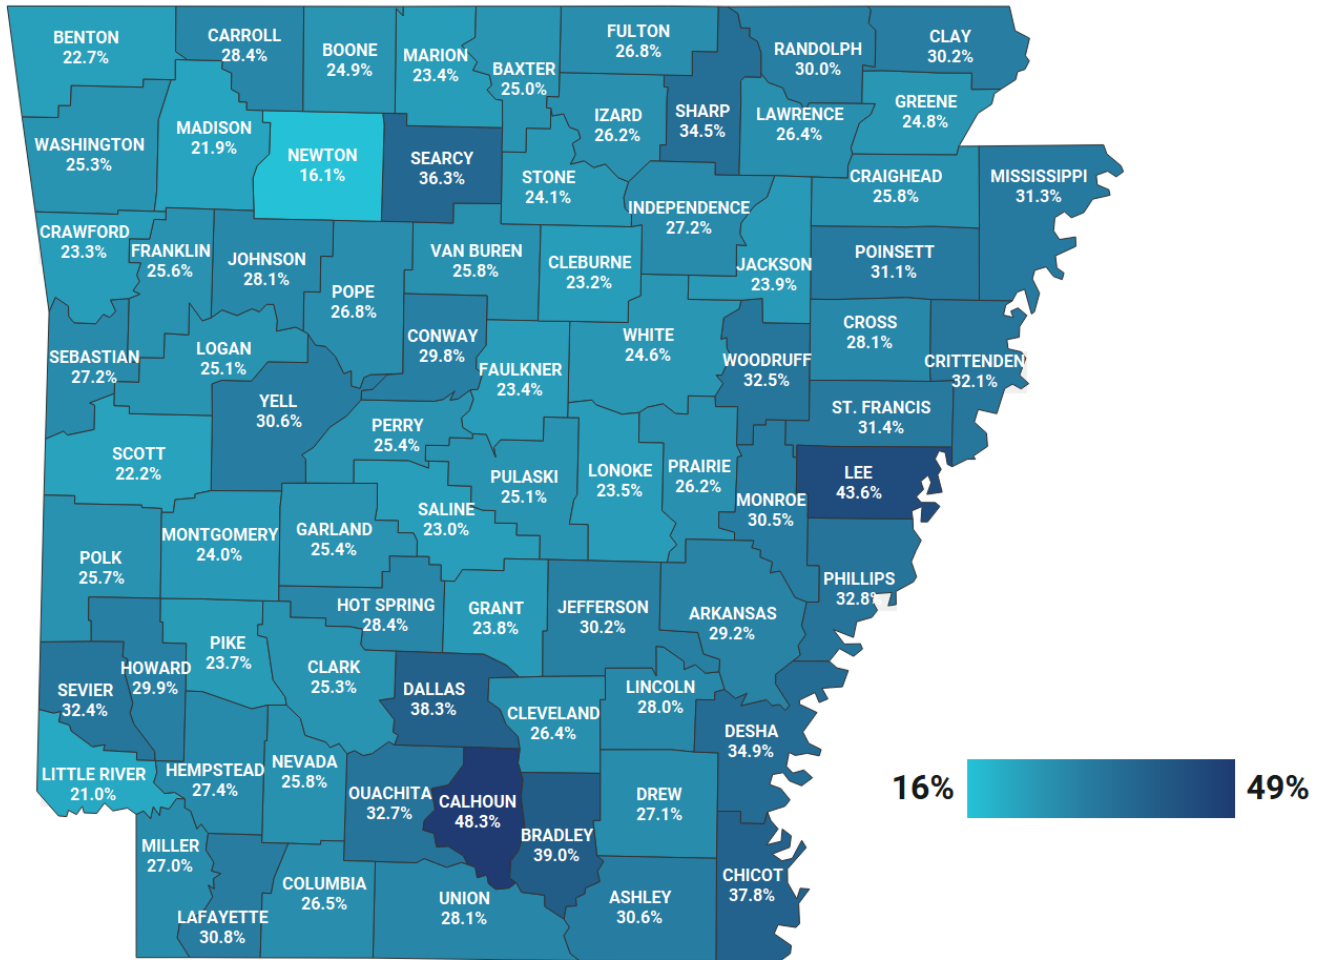 BENTON
22.7%
CARROLL
28.4%
BOONE
24.9%
MARION
23.4%
BAXTER
25.0%
FULTON
26.8%
RANDOLPH
30.0%
CLAY
30.2%
WASHINGTON
25.3%
MADISON
21.9%
NEWTON
16.1%
SEARCY
36.3%
STONE
24.1%
IZARD
26.2%
SHARP
34.5%
LAWRENCE
26.4%
GREENE
24.8%
CRAIGHEAD
25.8%
MISSISSIPPI
31.3%
CRAWFORD
23.3%
FRANKLIN
25.6%
JOHNSON
28.1%
POPE
26.8%
VAN BUREN
25.8%
CLEBURNE
23.2%
INDEPENDENCE
27.2%
JACKSON
23.9%
POINSETT
31.1%
SEBASTIAN
27.2%
LOGAN
25.1%
CONWAY
29.8%
FAULKNER
23.4%
WHITE
24.6%
WOODRUFF
32.5%
CROSS
28.1%
CRITTENDEN
32.1%
YELL
30.6%
PERRY
25.4%
ST. FRANCIS
31.4%
SCOTT
22.2%
PULASKI
25.1%
LONOKE
23.5%
PRAIRIE
26.2%
MONROE
30.5%
LEE
43.6%
POLK
25.7%
MONTGOMERY
24.0%
GARLAND
25.4%
SALINE
23.0%
PHILLIPS
32.8%
HOT SPRING
28.4%
GRANT
23.8%
JEFFERSON
30.2%
ARKANSAS
29.2%
SEVIER
32.4%
HOWARD
29.9%
PIKE
23.7%
CLARK
25.3%
DALLAS
38.3%
CLEVELAND
26.4%
LINCOLN
28.0%
DESHA
34.9%
LITTLE RIVER
21.0%
HEMPSTEAD
27.4%
NEVADA
25.8%
OUACHITA
32.7%
CALHOUN
48.3%
BRADLEY
39.0%
DREW
27.1%
16%
49%
MILLER
27.0%
LAFAYETTE
30.8%
COLUMBIA
26.5%
UNION
28.1%
ASHLEY
30.6%
CHICOT
37.8%